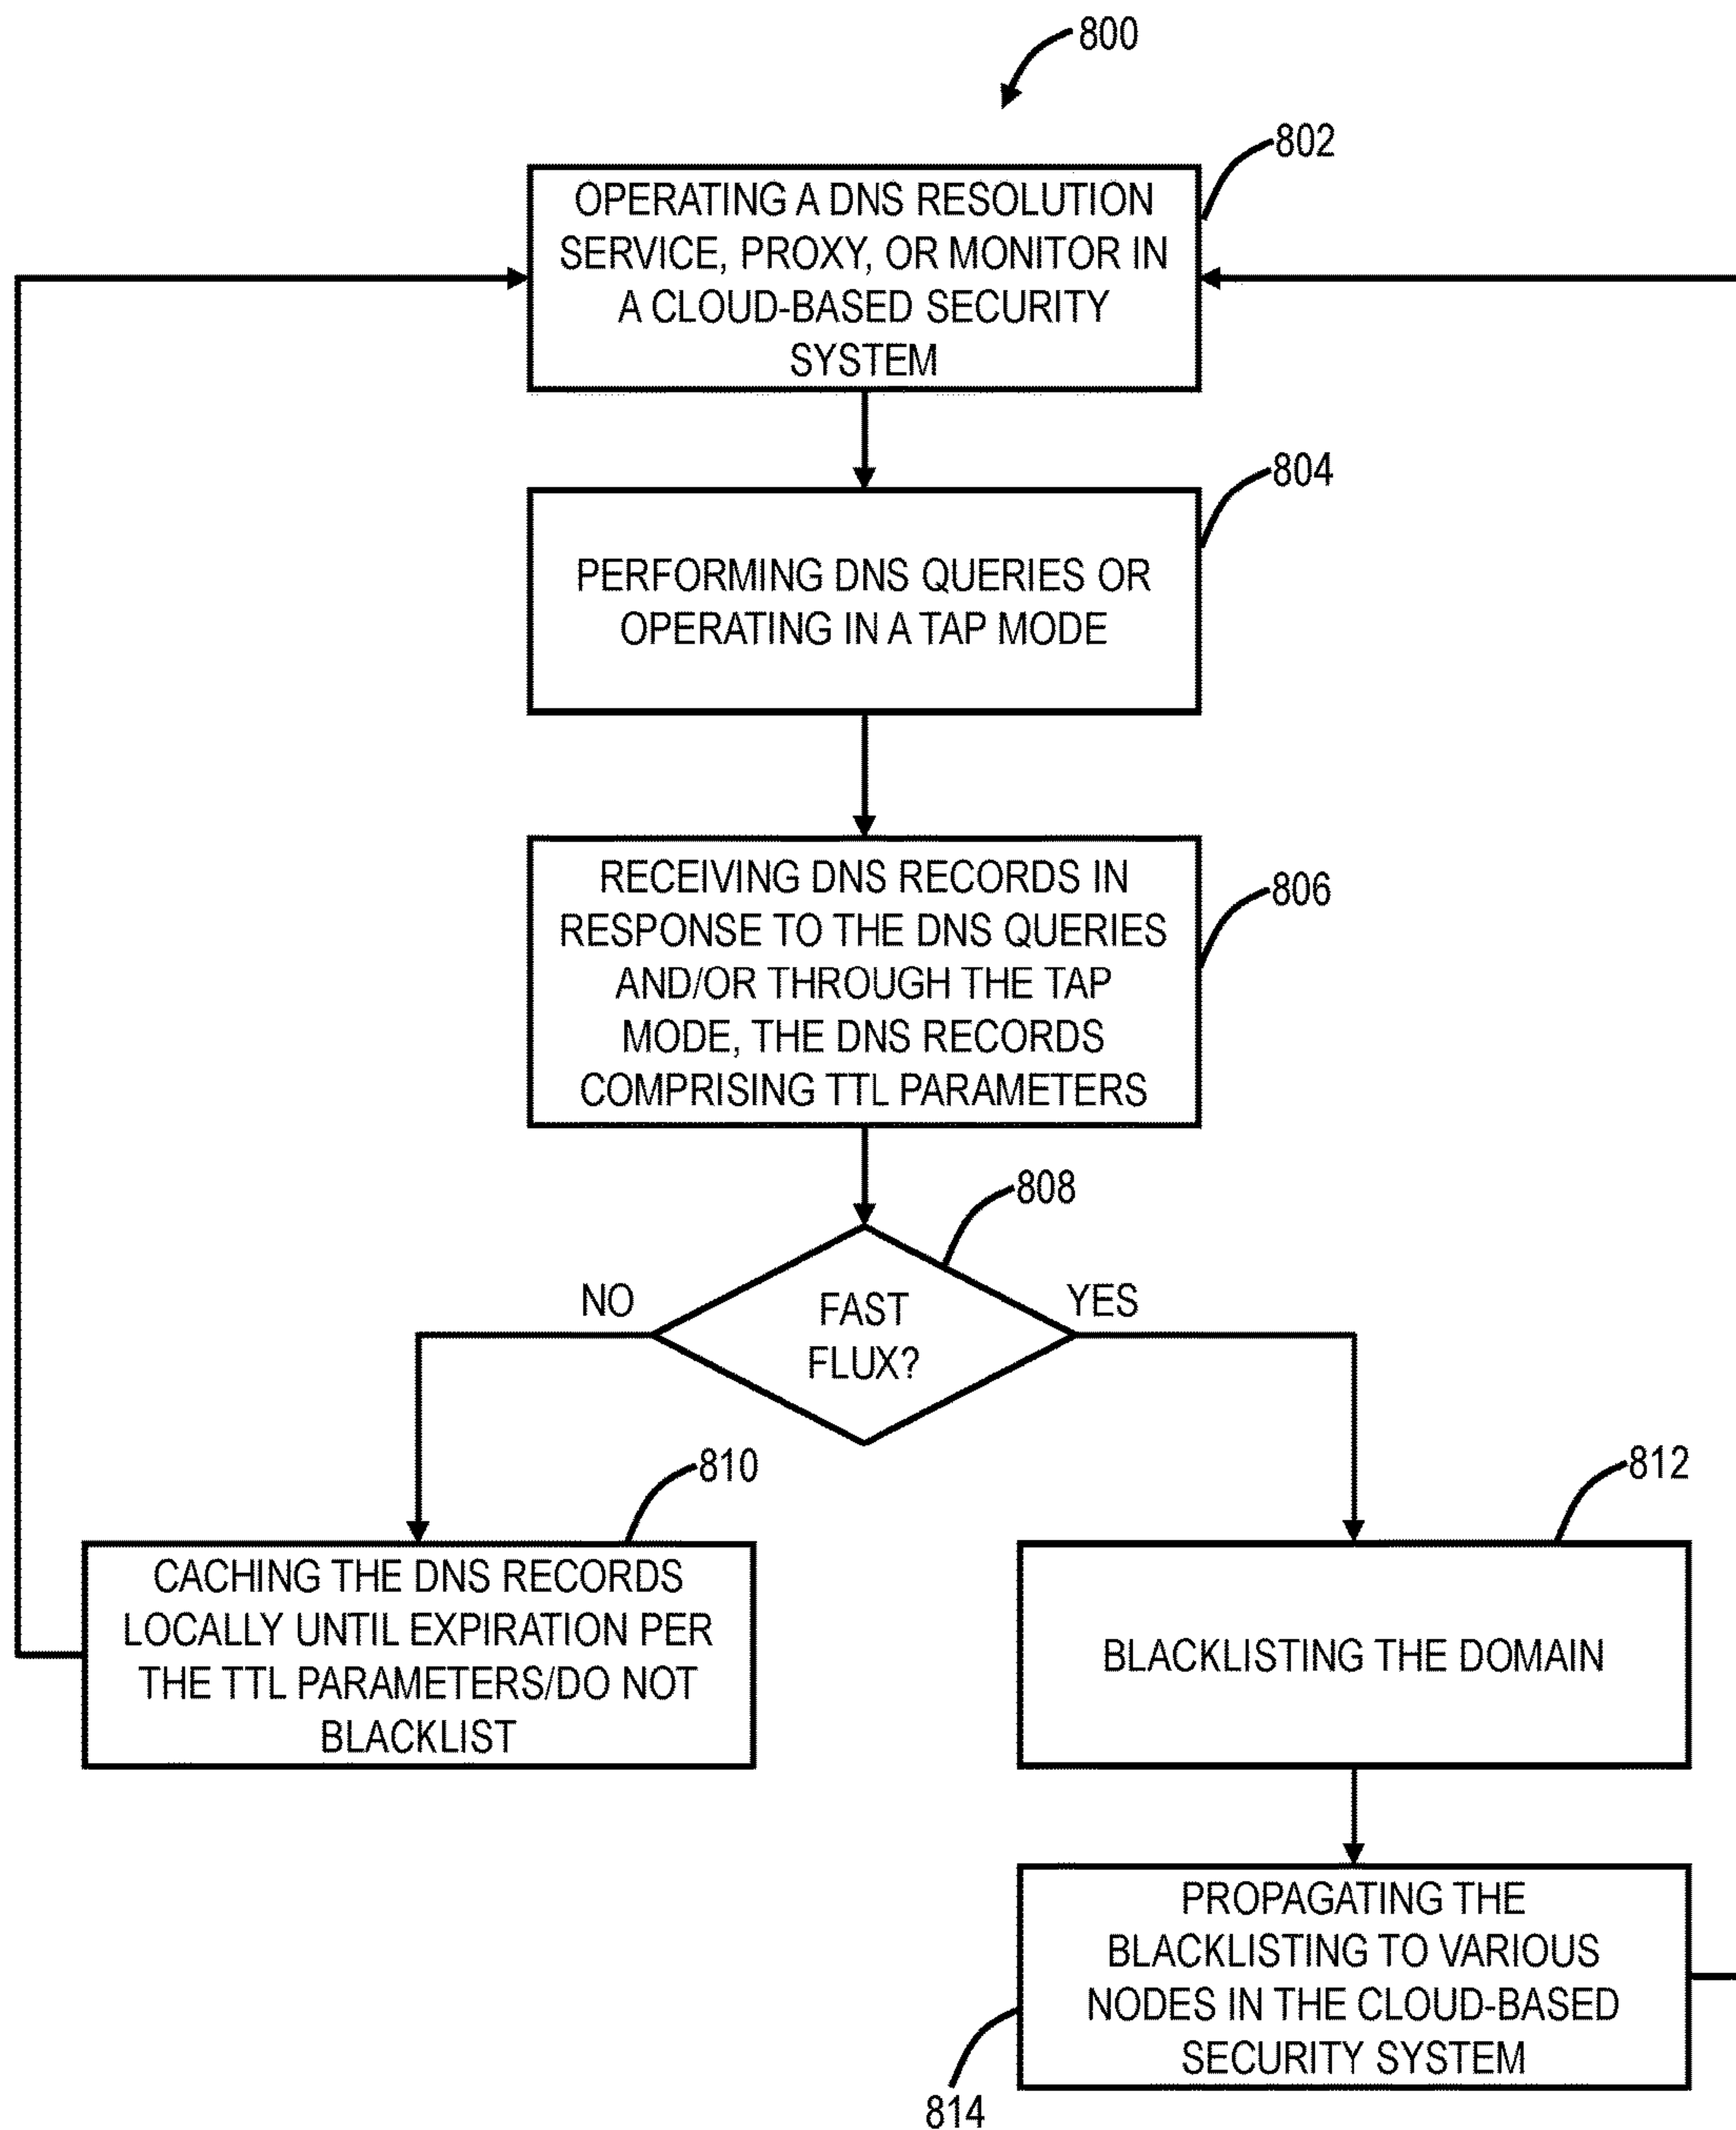 800
802
OPERATING A DNS RESOLUTION
SERVICE, PROXY, OR MONITOR IN
A CLOUD-BASED SECURITY
SYSTEM
804
PERFORMING DNS QUERIES OR
OPERATING IN A TAP MODE
806
RECEIVING DNS RECORDS IN
RESPONSE TO THE DNS QUERIES
AND/OR THROUGH THE TAP
MODE, THE DNS RECORDS
COMPRISING TTL PARAMETERS
808
NO
YES
FAST
FLUX?
810
CACHING THE DNS RECORDS
LOCALLY UNTIL EXPIRATION PER
THE TTL PARAMETERS/DO NOT
BLACKLIST
812
BLACKLISTING THE DOMAIN
PROPAGATING THE
BLACKLISTING TO VARIOUS
NODES IN THE CLOUD-BASED
SECURITY SYSTEM
814